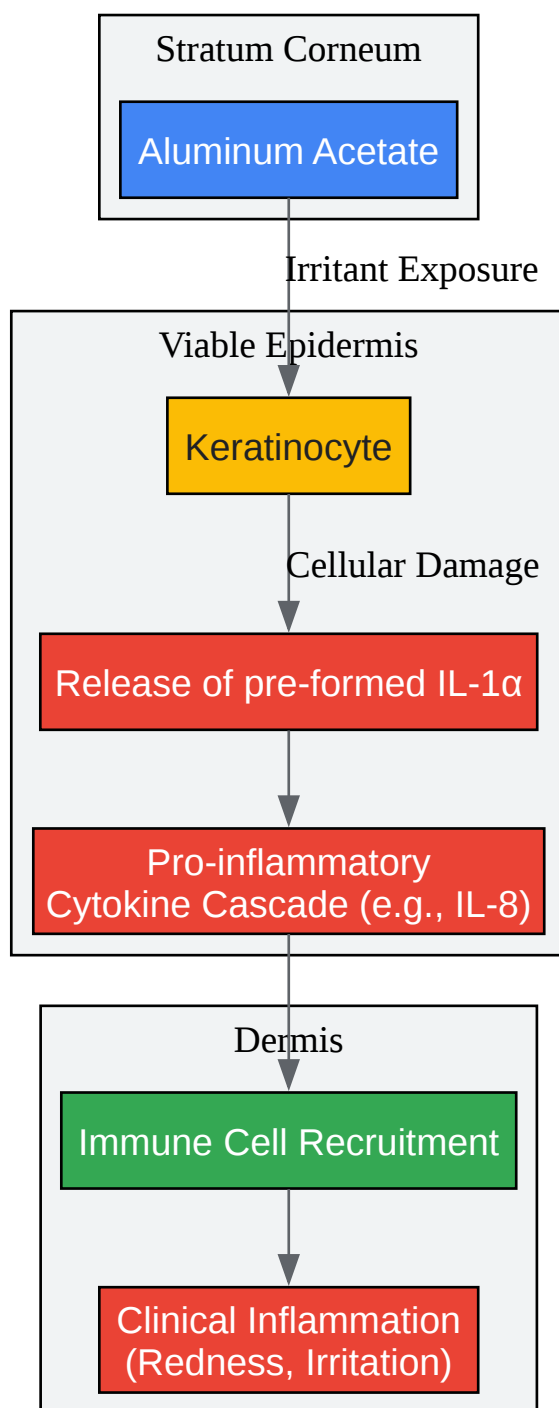 Stratum Corneum
Aluminum Acetate
Irritant Exposure
Viable Epidermis
Keratinocyte
Cellular Damage
Release of pre-formed IL-1α
Pro-inflammatory
Cytokine Cascade (e.g., IL-8)
Dermis
Immune Cell Recruitment
Clinical Inflammation
(Redness, Irritation)